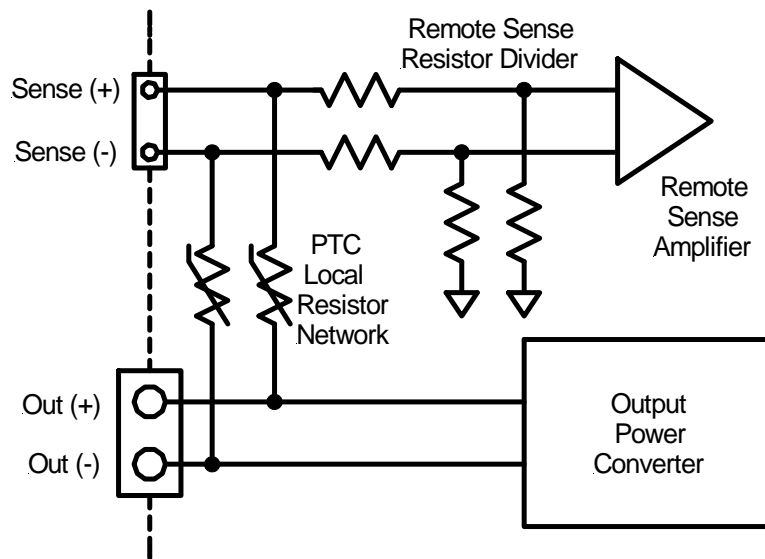 Remote Sense
Resistor Divider
Sense (+)
Sense (-)
Remote
Sense
Amplifier
PTC
Local
Resistor
Network
Out (+)
Out (-)
Output
Power
Converter